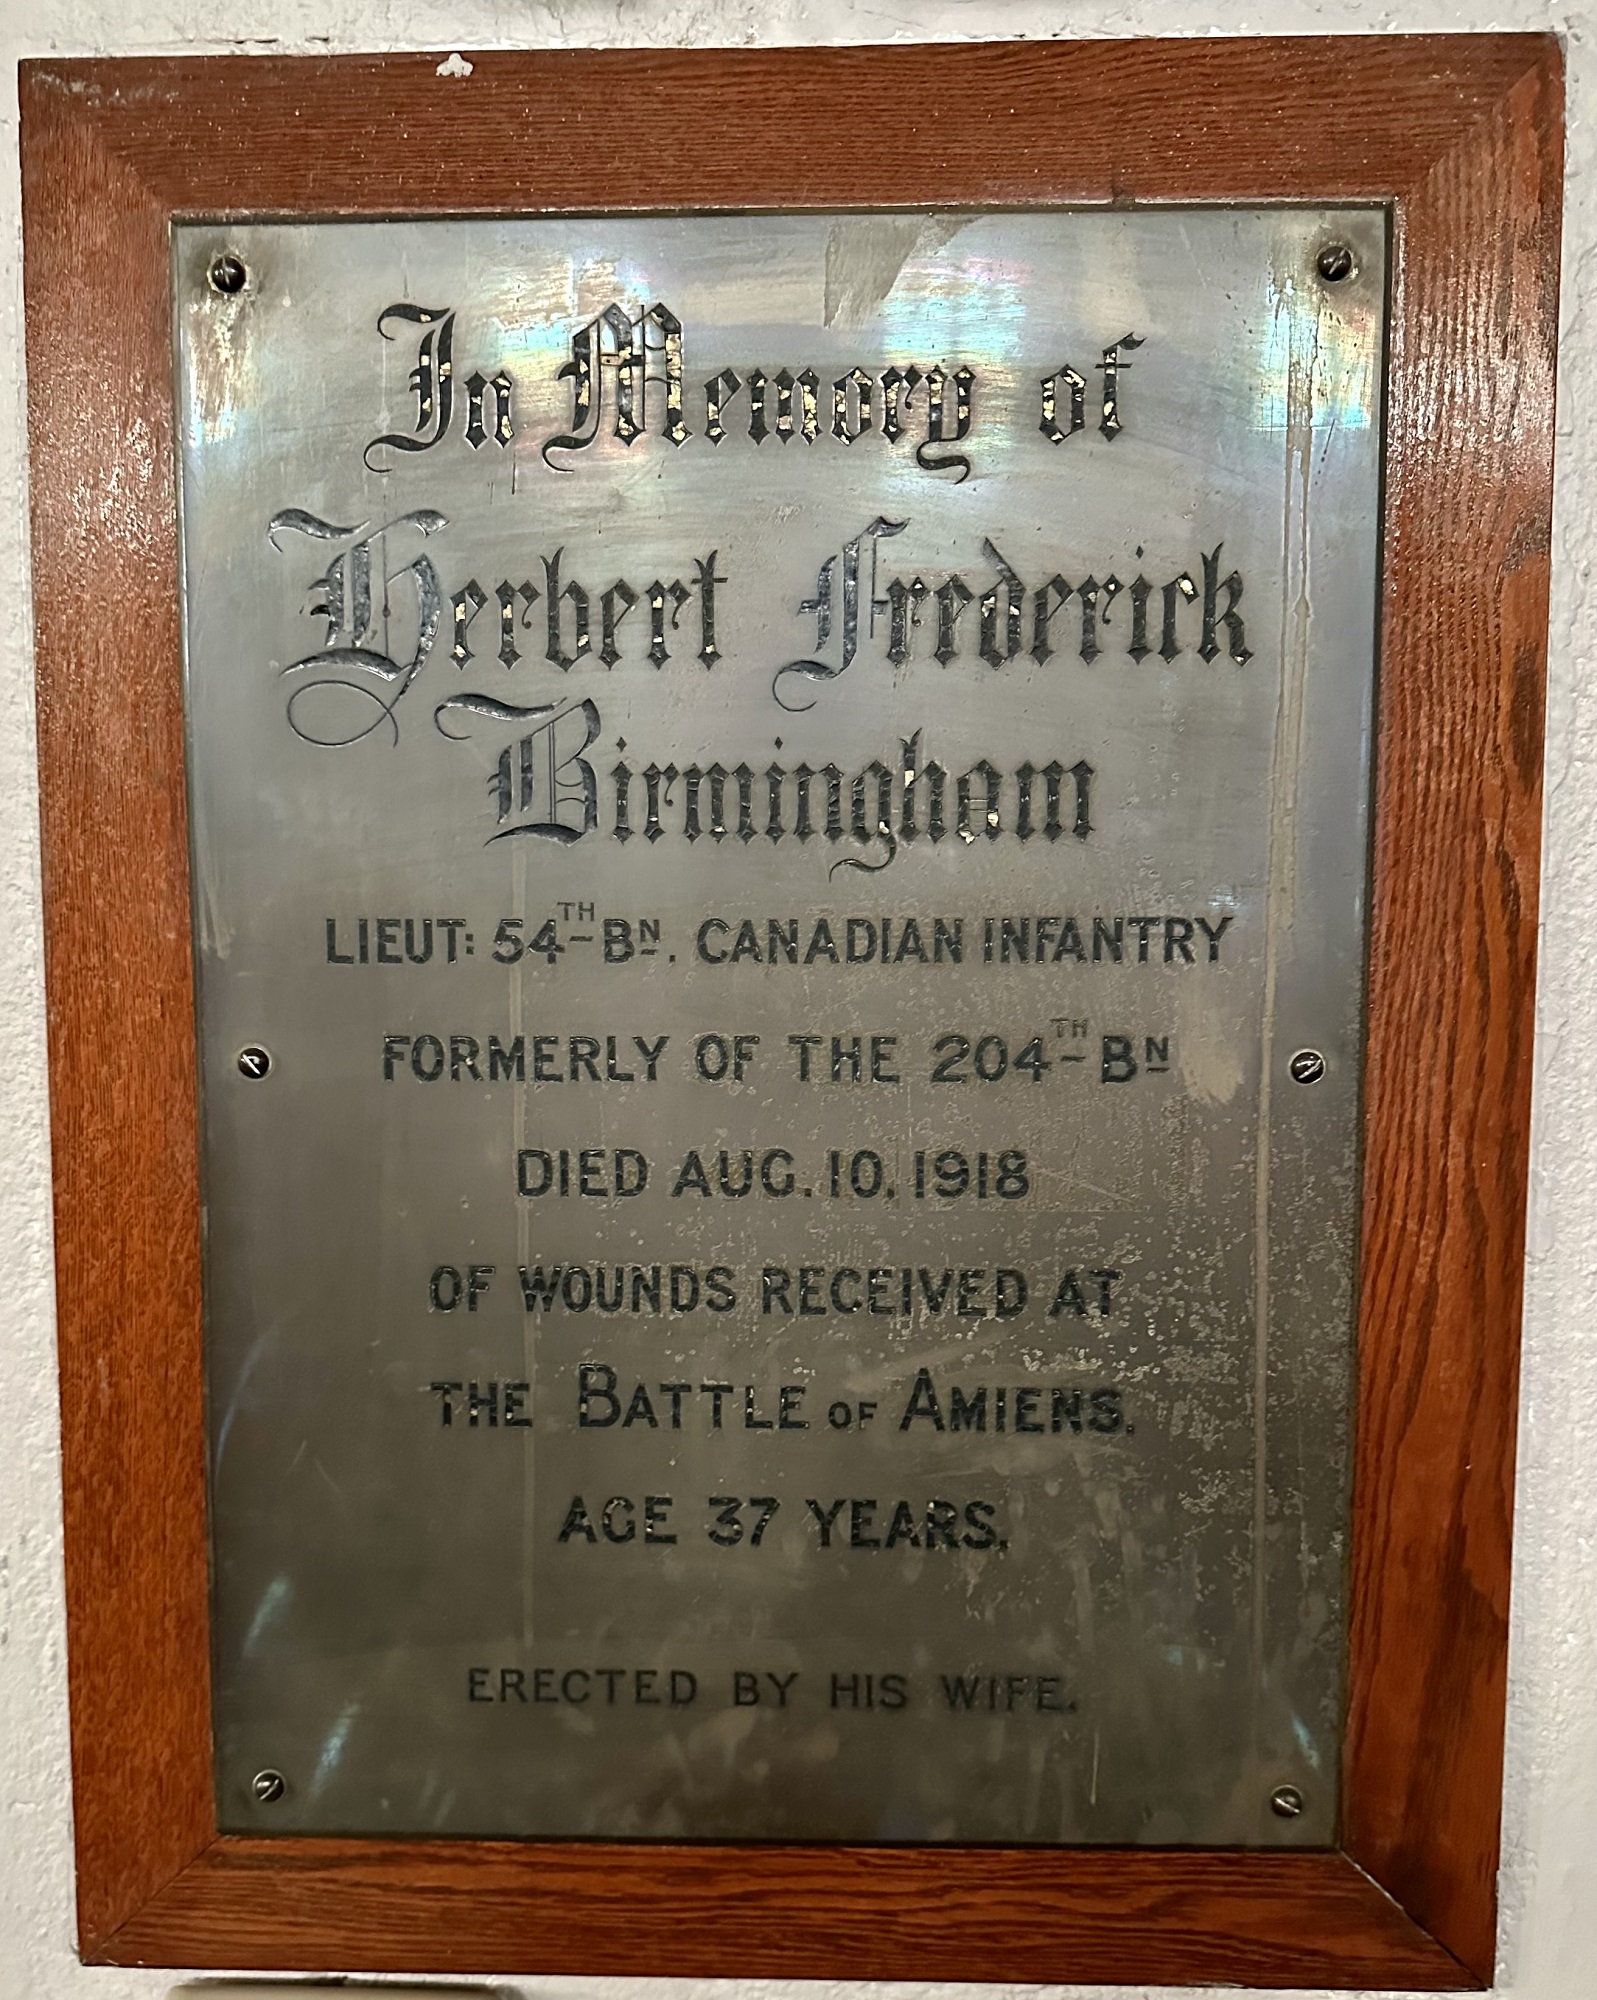 In Memory of
Herbert Frederick
Birmingham
LIEUT: 54TH BN. CANADIAN INFANTRY
FORMERLY OF THE 204TH BN
DIED AUG. 10. 1918
OF WOUNDS RECEIVED AT
THE BATTLE OF AMIENS.
AGE 37 YEARS.
ERECTED BY HIS WIFE.